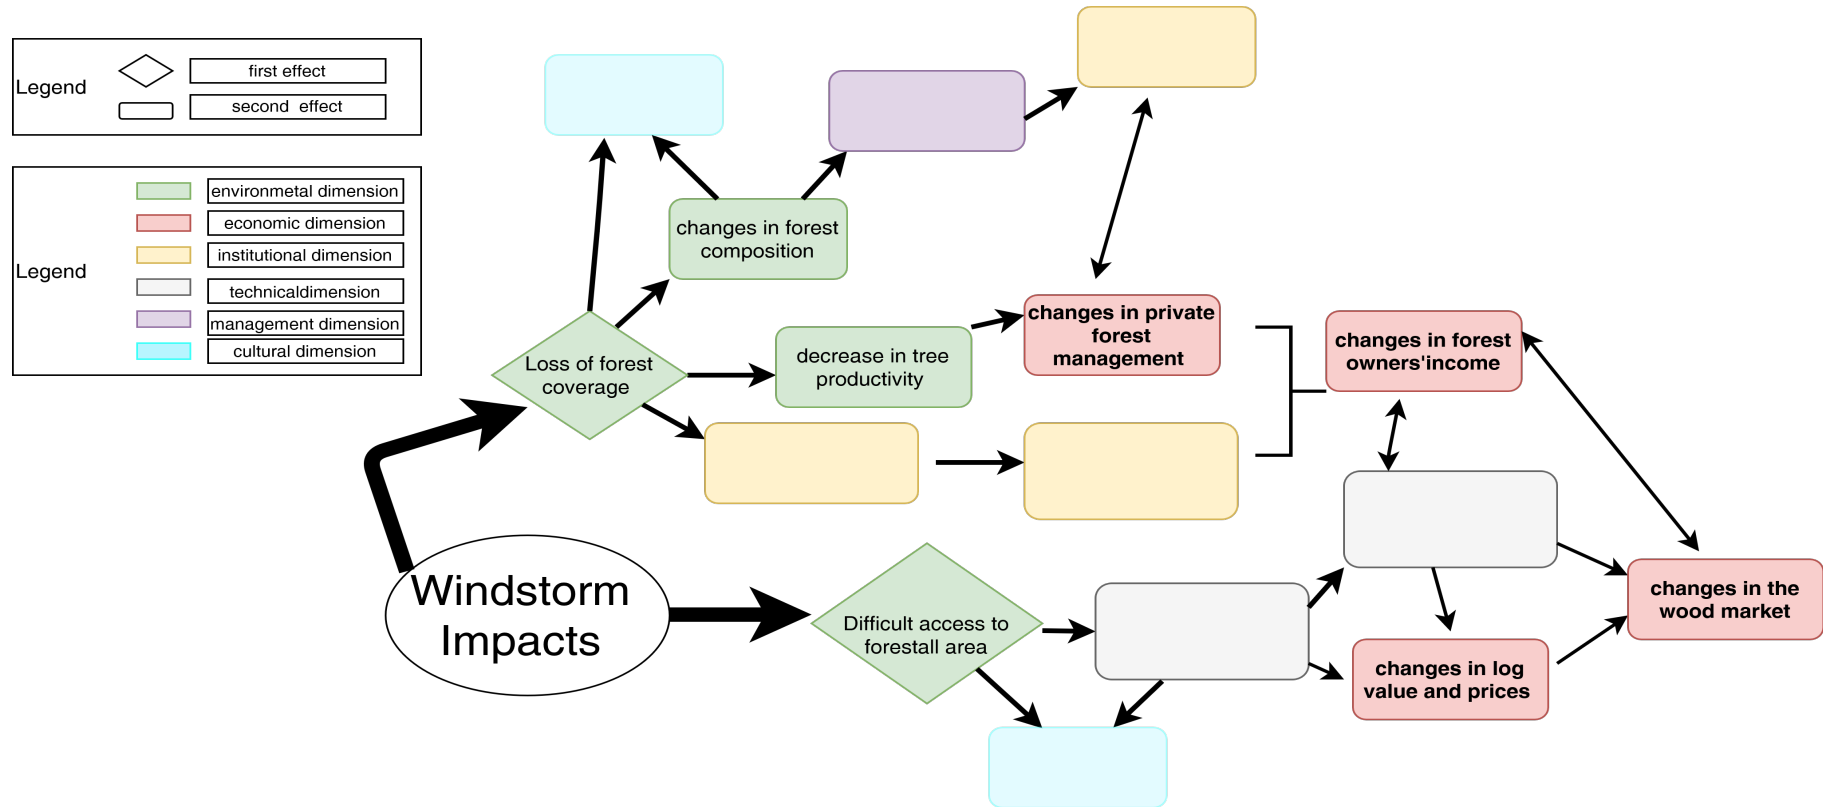 Legend
first effect
second effect
Legend
environmetal dimension
economic dimension
institutional dimension
technicaldimension
management dimension
cultural dimension
changes in forest
composition
Loss of forest
coverage
decrease in tree
productivity
changes in private
forest
management
changes in forest
owners'income
Windstorm
Impacts
Difficult access to
forestall area
changes in log
value and prices
changes in the
wood market